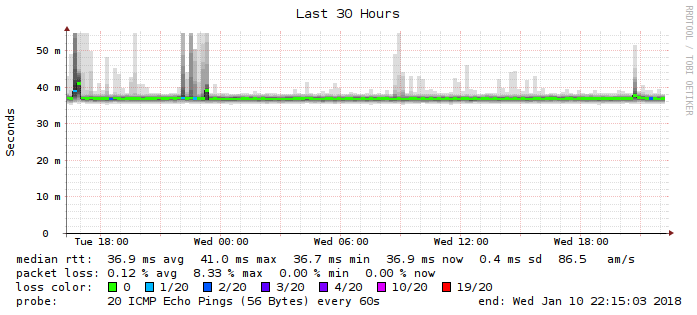 Last 30 Hours
RRDTOOL / TOBI OETIKER
Seconds
50 m
40 m
30 m
20 m
10 m
0
Tue 18:00 Wed 00:00 Wed 06:00 Wed 12:00 Wed 18:00
median rtt: 36.9 ms avg 41.0 ms max 36.7 ms min 36.9 ms now 0.4 ms sd 86.5 am/s
packet loss: 0.12 % avg 8.33 % max 0.00 % min 0.00 % now
loss color: 0 1/20 2/20 3/20 4/20 10/20 19/20
probe: 20 ICMP Echo Pings (56 Bytes) every 60s end: Wed Jan 10 22:15:03 2018